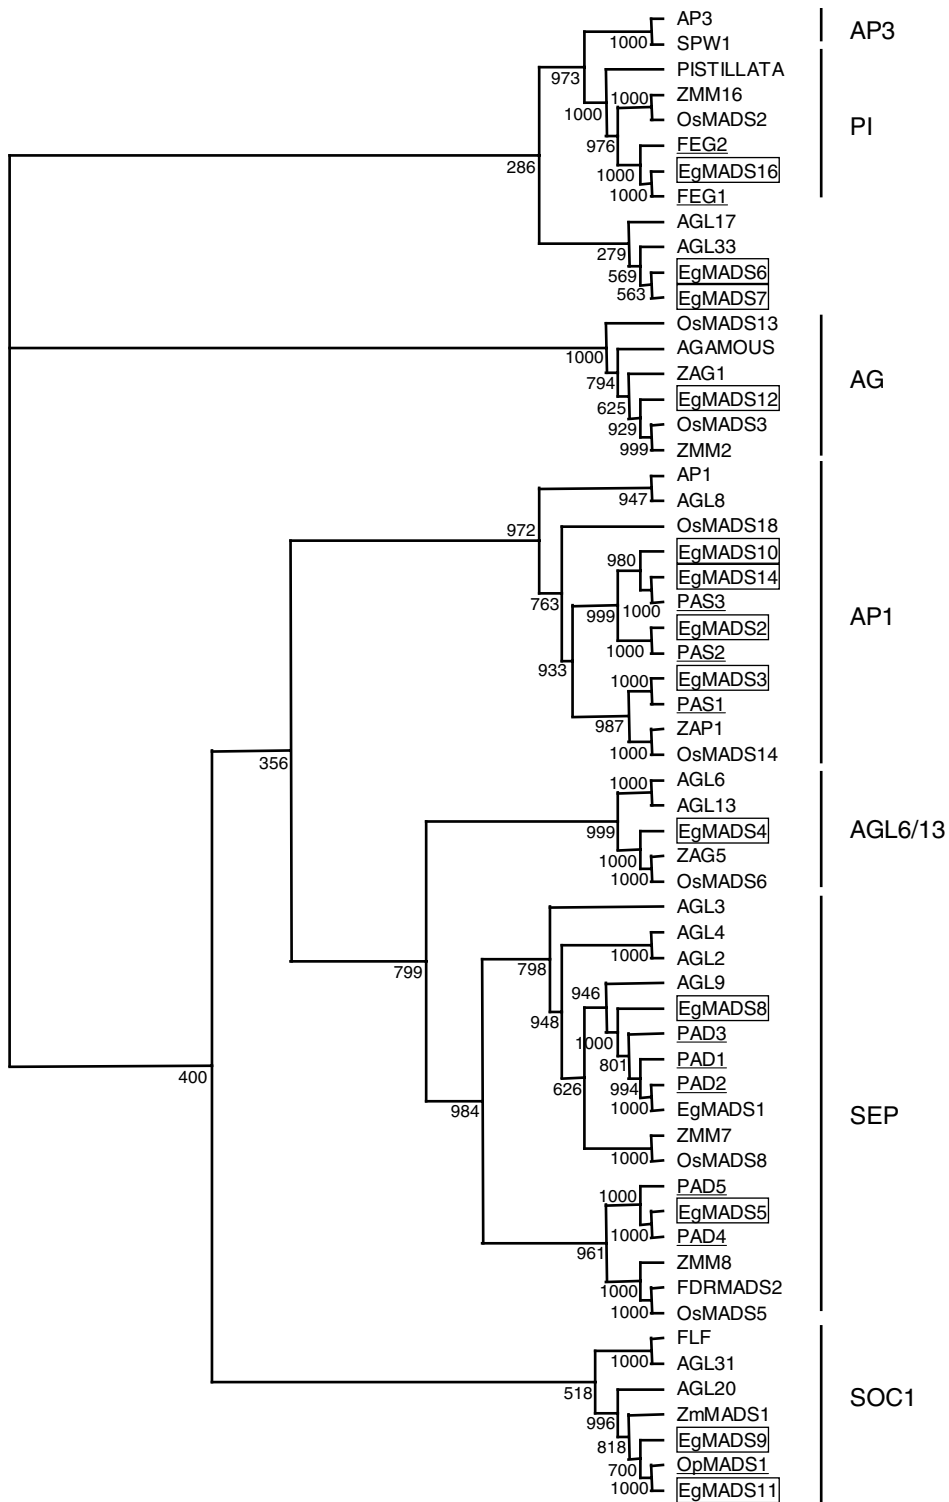 AP3
1000
SPW1
AP3
973
PISTILLATA
1000
1000
ZMM16
OsMADS2
PI
976
FEG2
286
1000
EgMADS16
1000
FEG1
AGL17
279
AGL33
569
EgMADS6
563
EgMADS7
OsMADS13
1000
AGAMOUS
794
ZAG1
AG
625
EgMADS12
929
OsMADS3
999
ZMM2
AP1
947
AGL8
972
OsMADS18
980
EgMADS10
EgMADS14
763
1000
PAS3
999
AP1
EgMADS2
1000
PAS2
933
1000
EgMADS3
PAS1
987
ZAP1
1000
OsMADS14
356
1000
AGL6
AGL13
999
EgMADS4
AGL6/13
1000
ZAG5
1000
OsMADS6
AGL3
AGL4
1000
AGL2
798
799
AGL9
946
EgMADS8
948
1000
PAD3
801
PAD1
400
626
994
PAD2
1000
EgMADS1
984
SEP
ZMM7
1000
OsMADS8
PAD5
1000
EgMADS5
1000
PAD4
961
ZMM8
1000
FDRMADS2
1000
OsMADS5
FLF
1000
AGL31
518
AGL20
SOC1
996
ZmMADS1
818
EgMADS9
700
OpMADS1
1000
EgMADS11